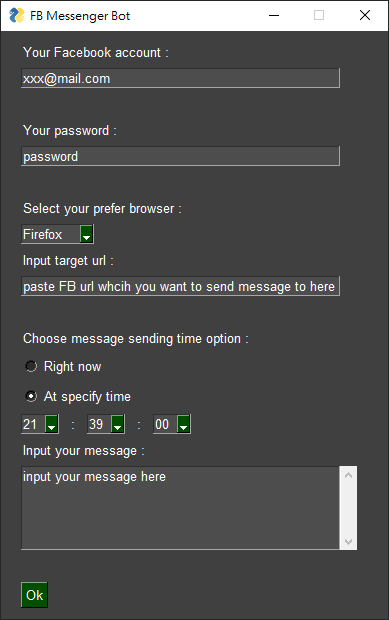 FB Messenger Bot
Your Facebook account :
xxx@mail.com
Your password :
password
Select your prefer browser :
Firefox
Input target url :
paste FB url whcih you want to send message to here
Choose message sending time option :
Right now
At specify time
21 : 39 : 00
Input your message :
input your message here
Ok